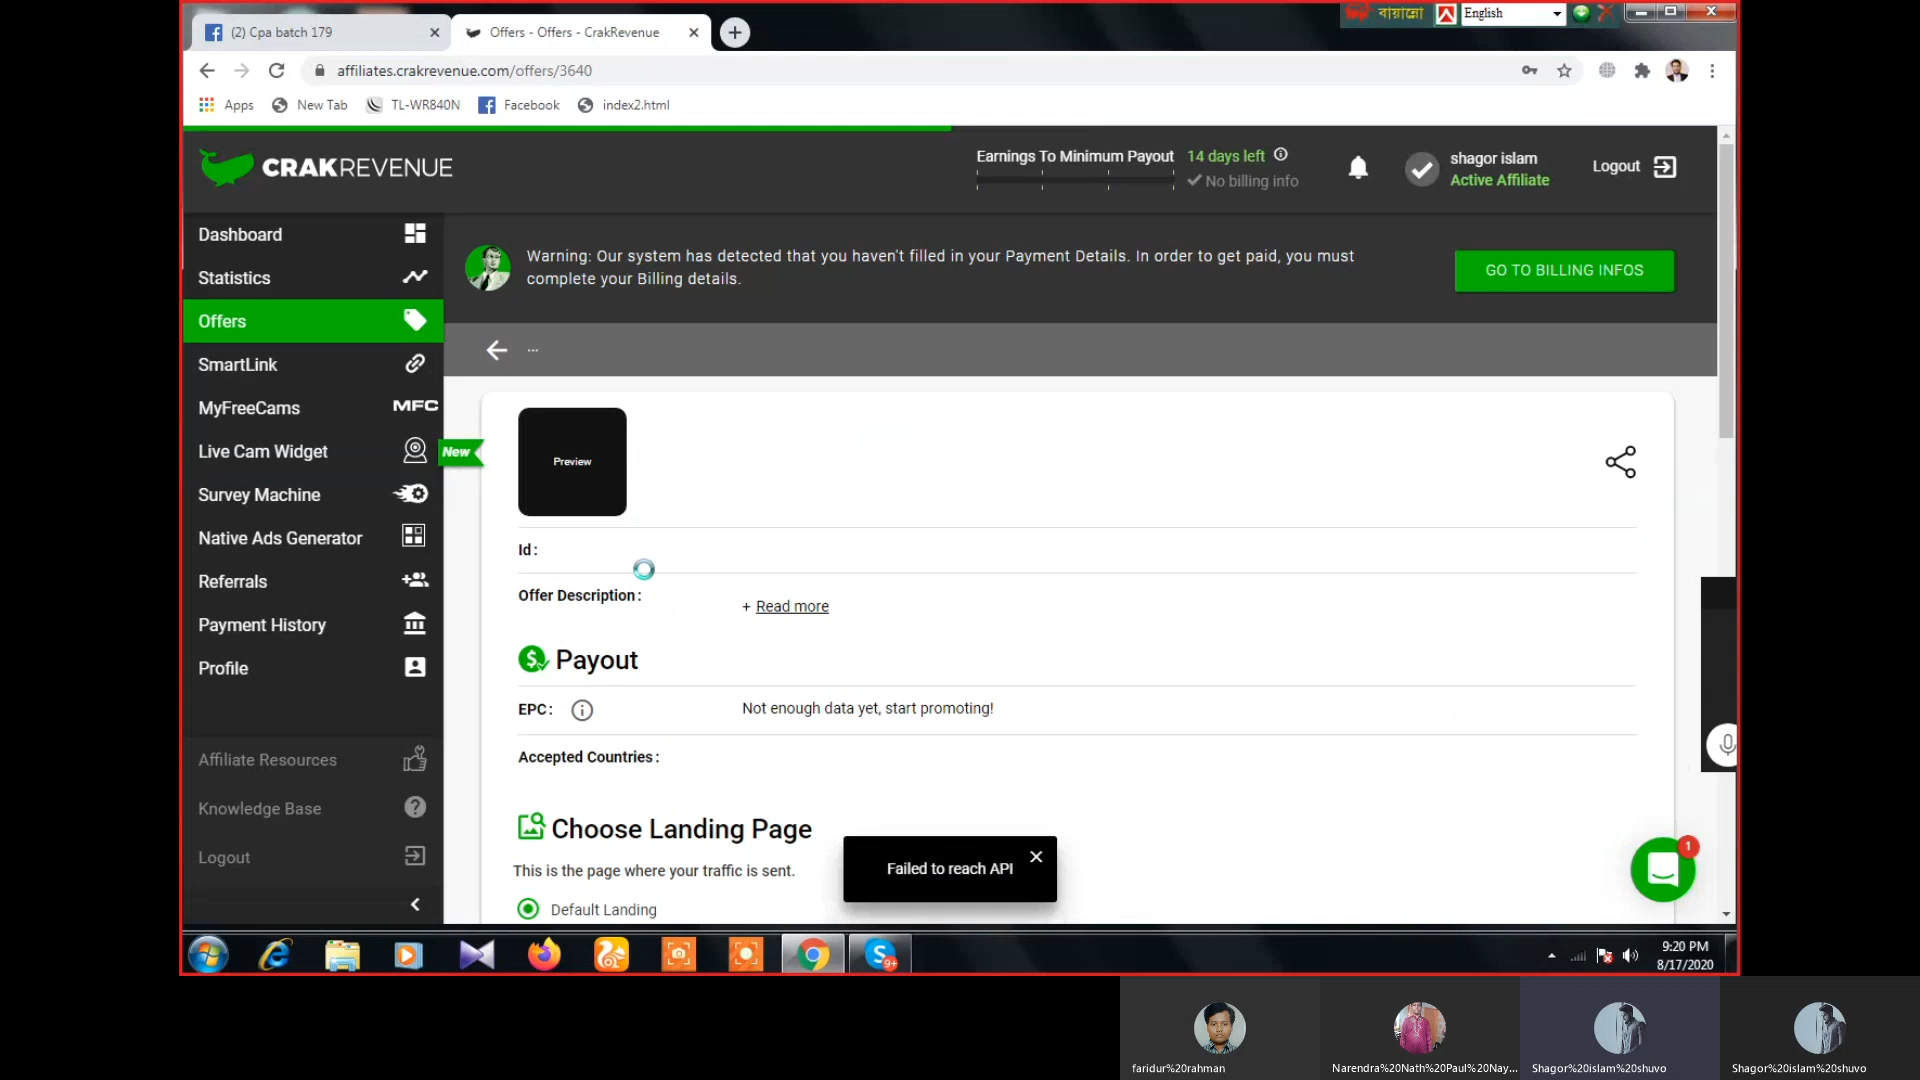 (2) Cpa batch 179
Offers - Offers - CrakRevenue
বায়ান্নো
English
affiliates.crakrevenue.com/offers/3640
Apps
New Tab
TL-WR840N
Facebook
index2.html
CRAKREVENUE
Earnings To Minimum Payout
14 days left
No billing info
shagor islam
Active Affiliate
Logout
Dashboard
Statistics
Offers
SmartLink
MyFreeCams
MFC
Live Cam Widget
New
Survey Machine
Native Ads Generator
Referrals
Payment History
Profile
Affiliate Resources
Knowledge Base
Logout
Warning: Our system has detected that you haven't filled in your Payment Details. In order to get paid, you must
complete your Billing details.
GO TO BILLING INFOS
...
Preview
Id :
Offer Description :
+ Read more
Payout
EPC :
Not enough data yet, start promoting!
Accepted Countries :
Choose Landing Page
This is the page where your traffic is sent.
Default Landing
Failed to reach API
1
9+
9:20 PM
8/17/2020
faridur%20rahman
Narendra%20Nath%20Paul%20Nay...
Shagor%20islam%20shuvo
Shagor%20islam%20shuvo